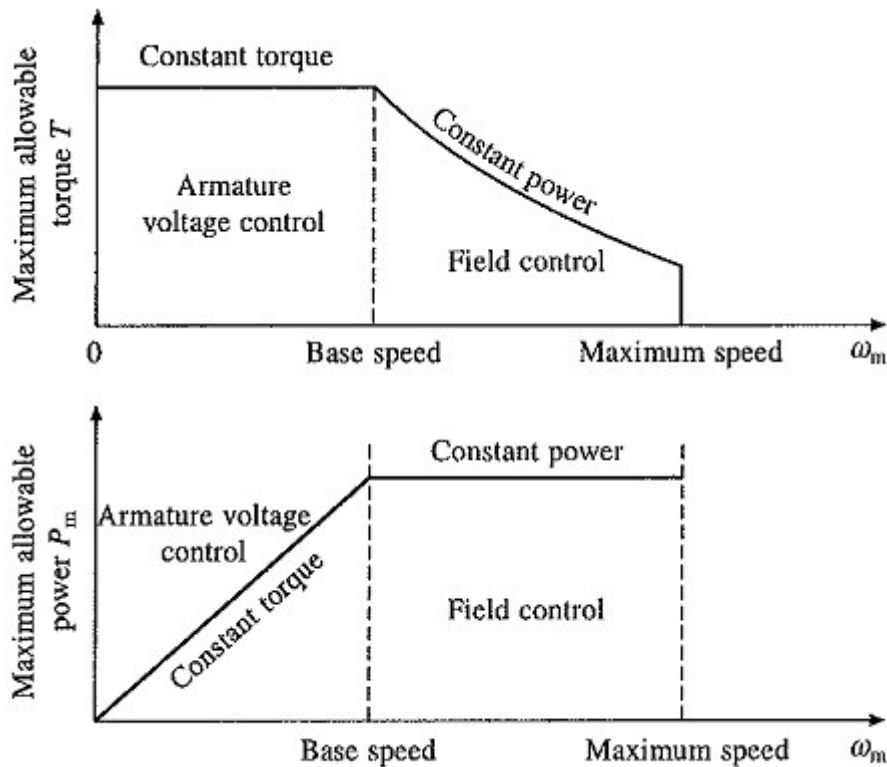 Maximum allowable
torque T
Constant torque
Constant power
Armature
voltage control
Field control
0
Base speed
Maximum speed
ωm
Maximum allowable
power Pm
Constant power
Armature voltage
control
Constant torque
Field control
Base speed
Maximum speed
ωm